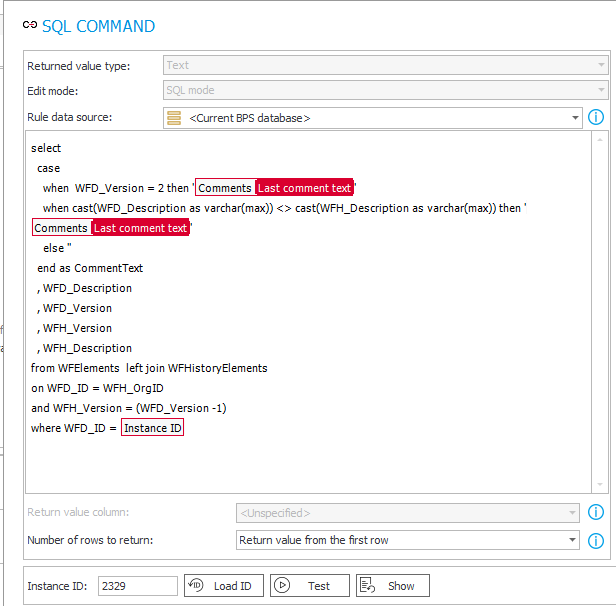 SQL COMMAND
Returned value type: Text
Edit mode: SQL mode
Rule data source: <Current BPS database>
select
case
when WFD_Version = 2 then 'Comments Last comment text'
when cast(WFD_Description as varchar(max)) <> cast(WFH_Description as varchar(max)) then '
Comments Last comment text'
else ''
end as CommentText
, WFD_Description
, WFD_Version
, WFH_Version
, WFH_Description
from WFElements left join WFHistoryElements
on WFD_ID = WFH_OrgID
and WFH_Version = (WFD_Version -1)
where WFD_ID = Instance ID
Return value column: <Unspecified>
Number of rows to return: Return value from the first row
Instance ID: 2329 Load ID Test Show